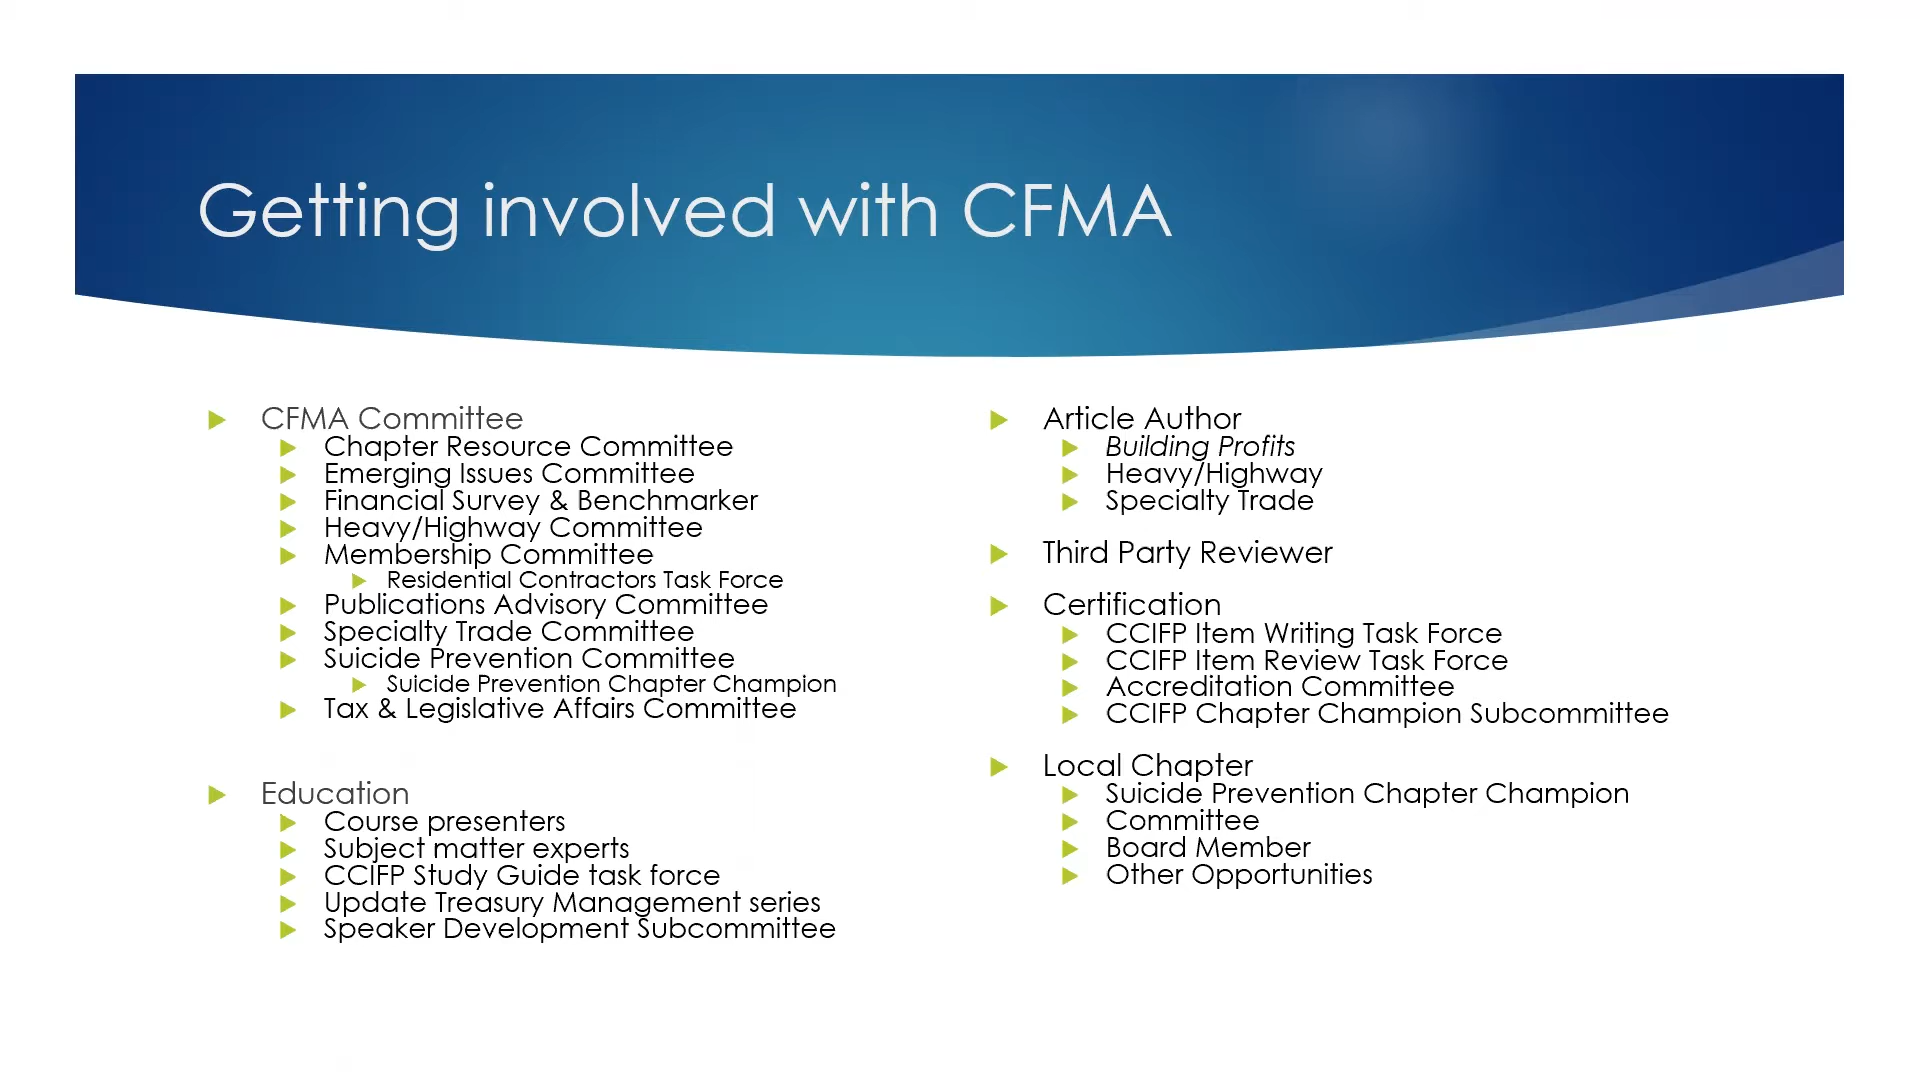 Getting involved with CFMA
CFMA Committee
Chapter Resource Committee
Emerging Issues Committee
Financial Survey & Benchmarker
Heavy/Highway Committee
Membership Committee
Residential Contractors Task Force
Publications Advisory Committee
Specialty Trade Committee
Suicide Prevention Committee
Suicide Prevention Chapter Champion
Tax & Legislative Affairs Committee
Education
Course presenters
Subject matter experts
CCIFP Study Guide task force
Update Treasury Management series
Speaker Development Subcommittee
Article Author
Building Profits
Heavy/Highway
Specialty Trade
Third Party Reviewer
Certification
CCIFP Item Writing Task Force
CCIFP Item Review Task Force
Accreditation Committee
CCIFP Chapter Champion Subcommittee
Local Chapter
Suicide Prevention Chapter Champion
Committee
Board Member
Other Opportunities